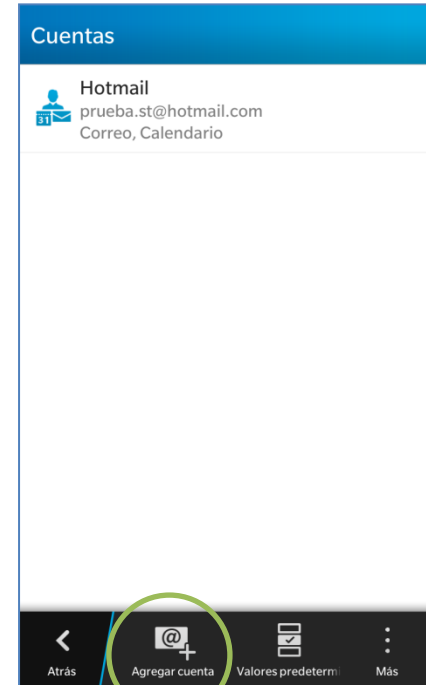 Cuentas
Hotmail
prueba.st@hotmail.com
Correo, Calendario
31
@
Atrás
Agregar cuenta
Valores predetermi
Más